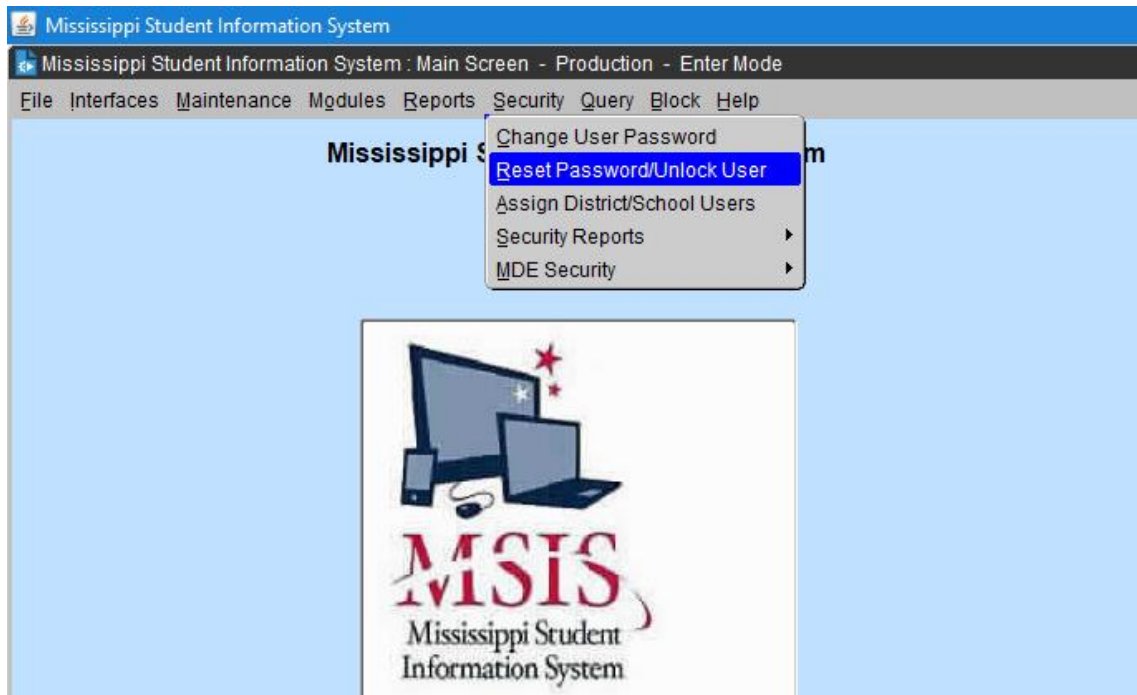 Mississippi Student Information System
Mississippi Student Information System : Main Screen - Production - Enter Mode
File Interfaces Maintenance Modules Reports Security Query Block Help
Mississippi S m
Change User Password
Reset Password/Unlock User
Assign District/School Users
Security Reports
MDE Security
MSIS
Mississippi Student
Information System